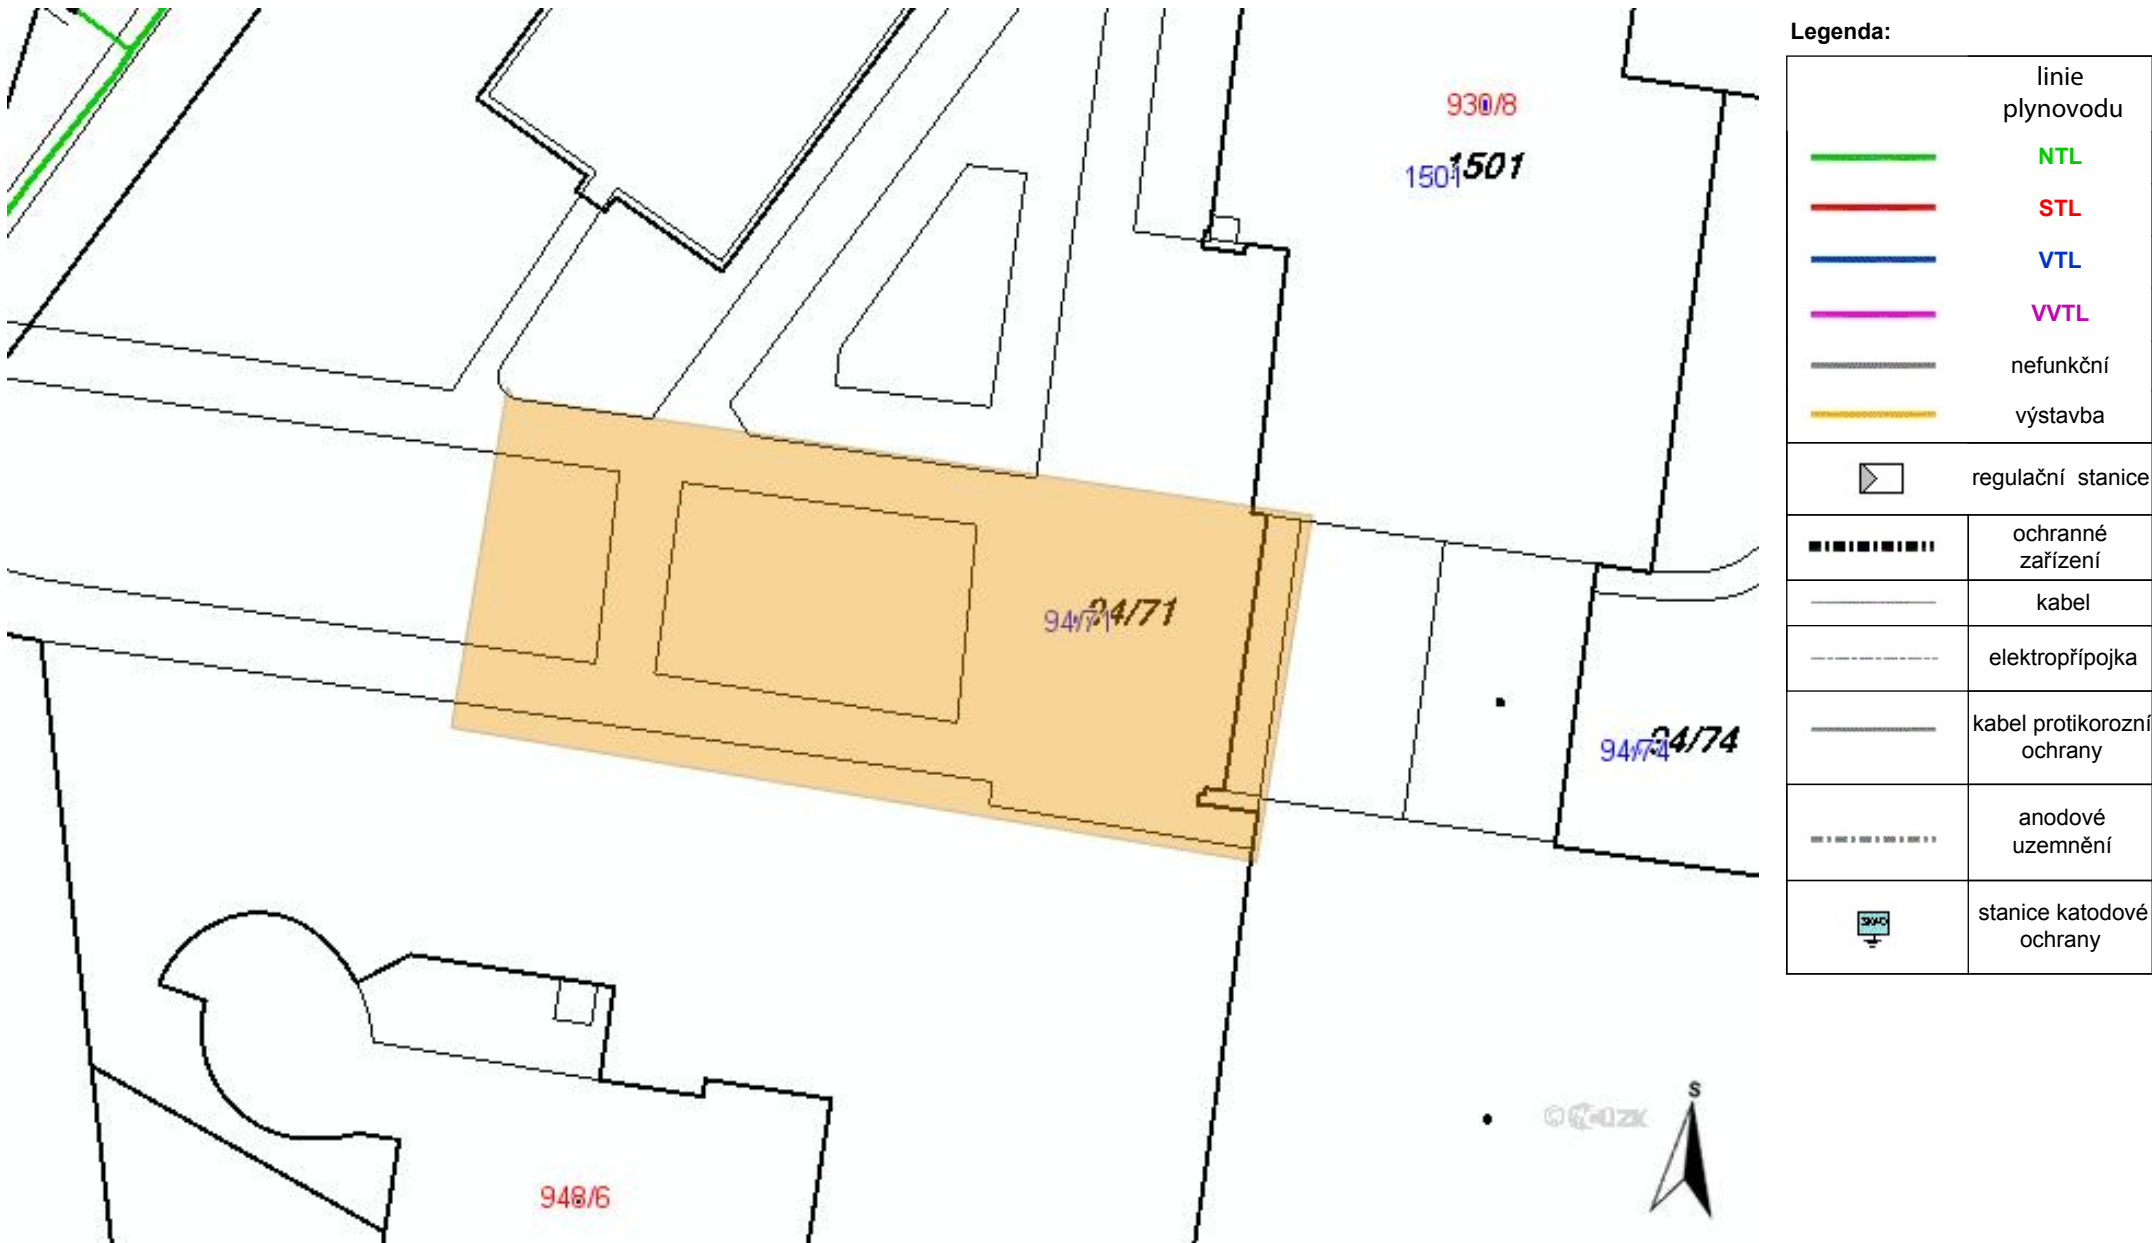 930/8
1501
1501
94/71
94/71
94/74
94/74
948/6
S
Legenda:
linie
plynovodu
NTL
STL
VTL
VVTL
nefunkční
výstavba
regulační stanice
ochranné
zařízení
kabel
elektropřípojka
kabel protikorozní
ochrany
anodové
uzemnění
stanice katodové
ochrany